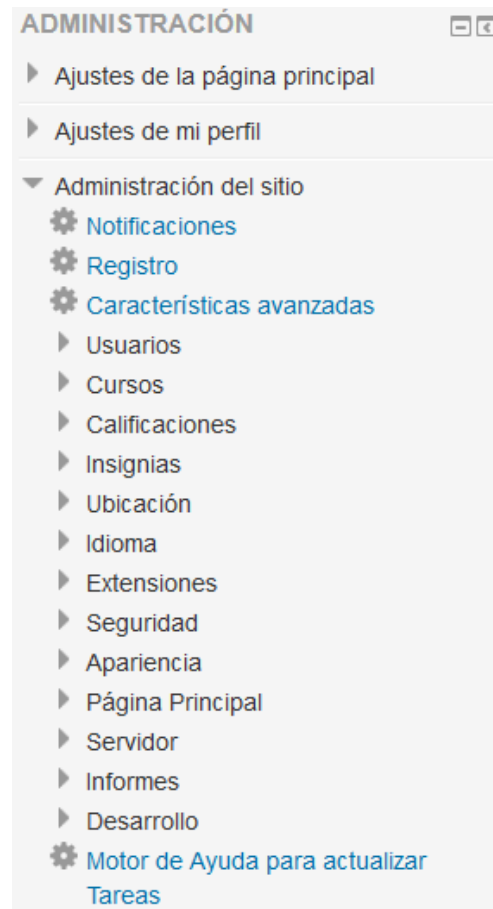 ADMINISTRACIÓN
Ajustes de la página principal
Ajustes de mi perfil
Administración del sitio
Notificaciones
Registro
Características avanzadas
Usuarios
Cursos
Calificaciones
Insignias
Ubicación
Idioma
Extensiones
Seguridad
Apariencia
Página Principal
Servidor
Informes
Desarrollo
Motor de Ayuda para actualizar
Tareas